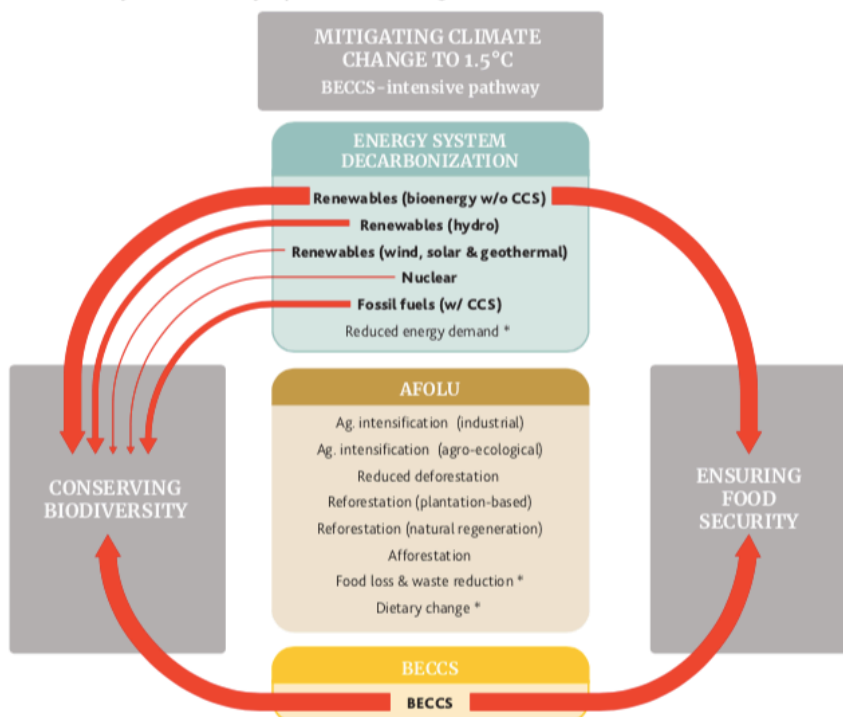 MITIGATING CLIMATE
CHANGE TO 1.5°C
BECCS-intensive pathway
ENERGY SYSTEM
DECARBONIZATION
Renewables (bioenergy w/o CCS)
Renewables (hydro)
Renewables (wind, solar & geothermal)
Nuclear
Fossil fuels (w/ CCS)
Reduced energy demand *
AFOLU
Ag. intensification (industrial)
Ag. intensification (agro-ecological)
Reduced deforestation
Reforestation (plantation-based)
Reforestation (natural regeneration)
Afforestation
Food loss & waste reduction *
Dietary change *
CONSERVING
BIODIVERSITY
ENSURING
FOOD
SECURITY
BECCS
BECCS